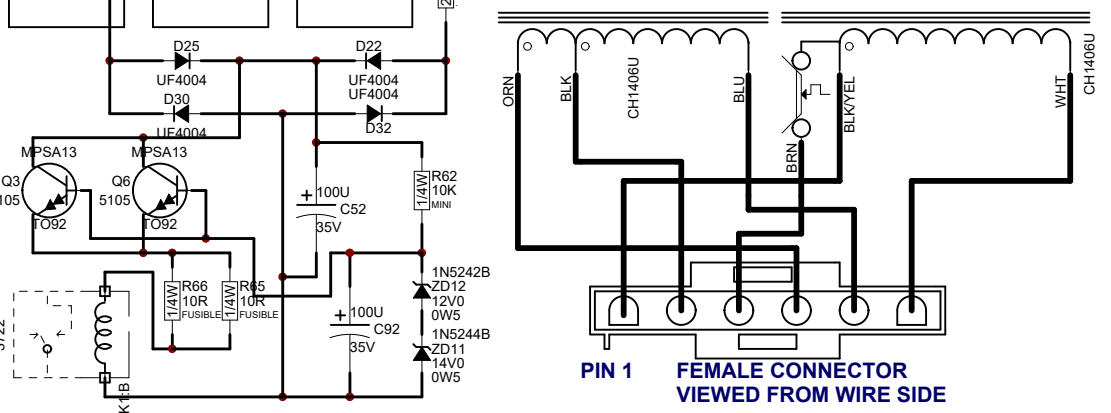 D25
UF4004
D22
UF4004
UF4004
D30
UF4004
D32
MPSA13
MPSA13
Q3
Q6
5105
TO92
TO92
100U
C52
35V
1/4W
R62
10K
MINI
1/4W
R66
10R
FUSIBLE
1/4W
R65
10R
FUSIBLE
100U
C92
35V
1N5242B
ZD12
12V0
0W5
1N5244B
ZD11
14V0
0W5
K1:B
ORN
BLK
CH1406U
BLU
BRN
BLK/YEL
WHT
CH1406U
PIN 1
FEMALE CONNECTOR
VIEWED FROM WIRE SIDE